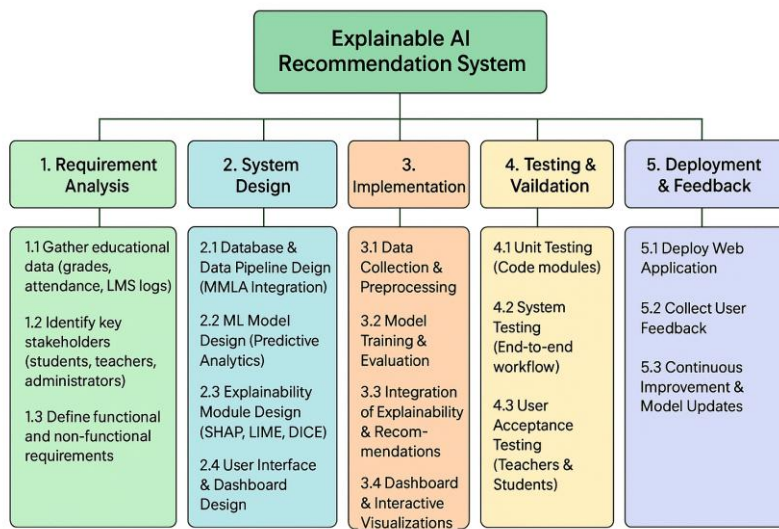 Explainable AI
Recommendation System
1. Requirement
Analysis
2. System
Design
3.
Implementation
4. Testing &
Vaildation
5. Deployment
& Feedback
1.1 Gather educational
data (grades,
attendance, LMS logs)
1.2 Identify key
stakeholders
(students, teachers,
administrators)
1.3 Define functional
and non-functional
requirements
2.1 Database &
Data Pipeline Deign
(MMLA Integration)
2.2 ML Model
Design (Predictive
Analytics)
2.3 Explainability
Module Design
(SHAP, LIME, DICE)
2.4 User Interface
& Dashboard
Design
3.1 Data
Collection &
Preprocessing
3.2 Model
Training &
Evaluation
3.3 Integration
of Explainability
& Recom-
mendations
3.4 Dashboard
& Interactive
Visualizations
4.1 Unit Testing
(Code modules)
4.2 System
Testing
(End-to-end
workflow)
4.3 User
Acceptance
Testing
(Teachers &
Students)
5.1 Deploy Web
Application
5.2 Collect User
Feedback
5.3 Continuous
Improvement &
Model Updates